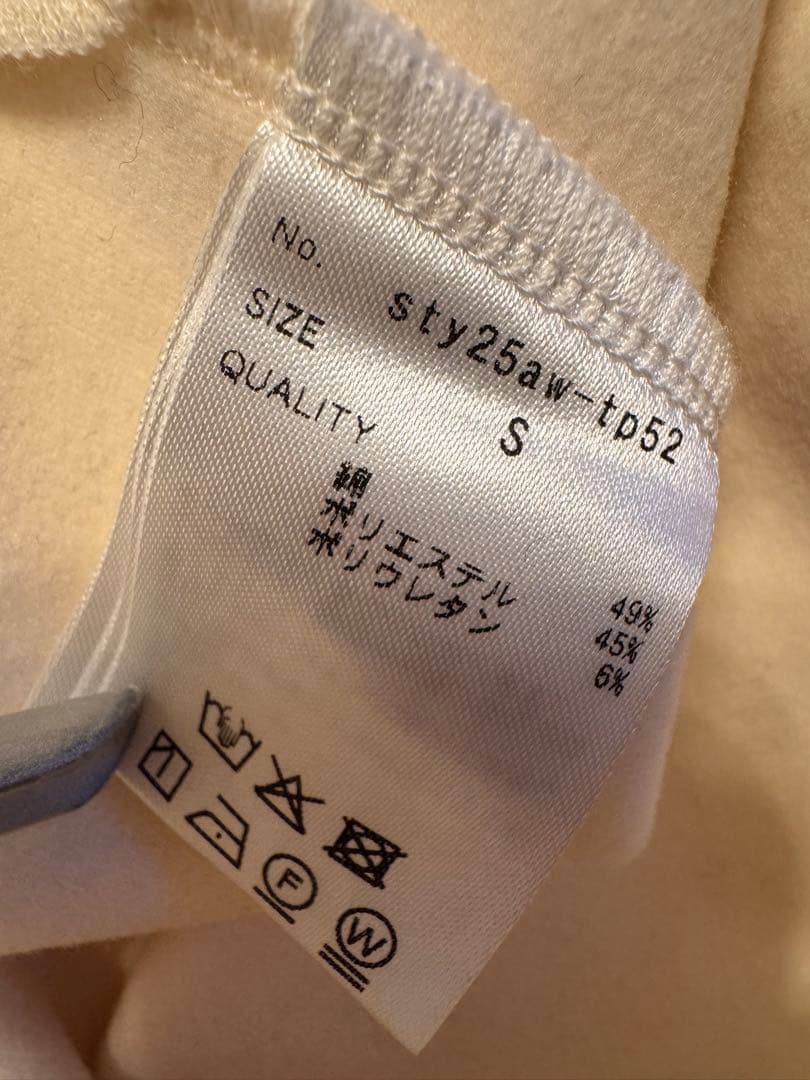 No. sty25aw-tp52
SIZE S
QUALITY
綿 49%
ポリエステル 45%
ポリウレタン 6%
F
W